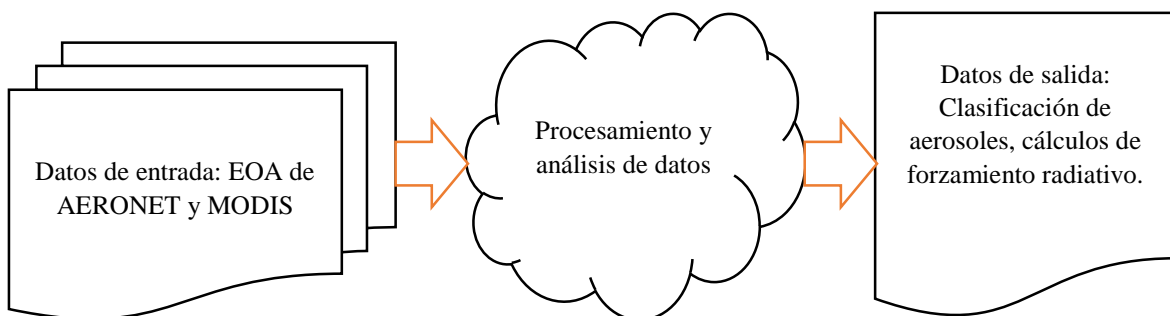 Datos de entrada: EOA de
AERONET y MODIS
Procesamiento y
análisis de datos
Datos de salida:
Clasificación de
aerosoles, cálculos de
forzamiento radiativo.